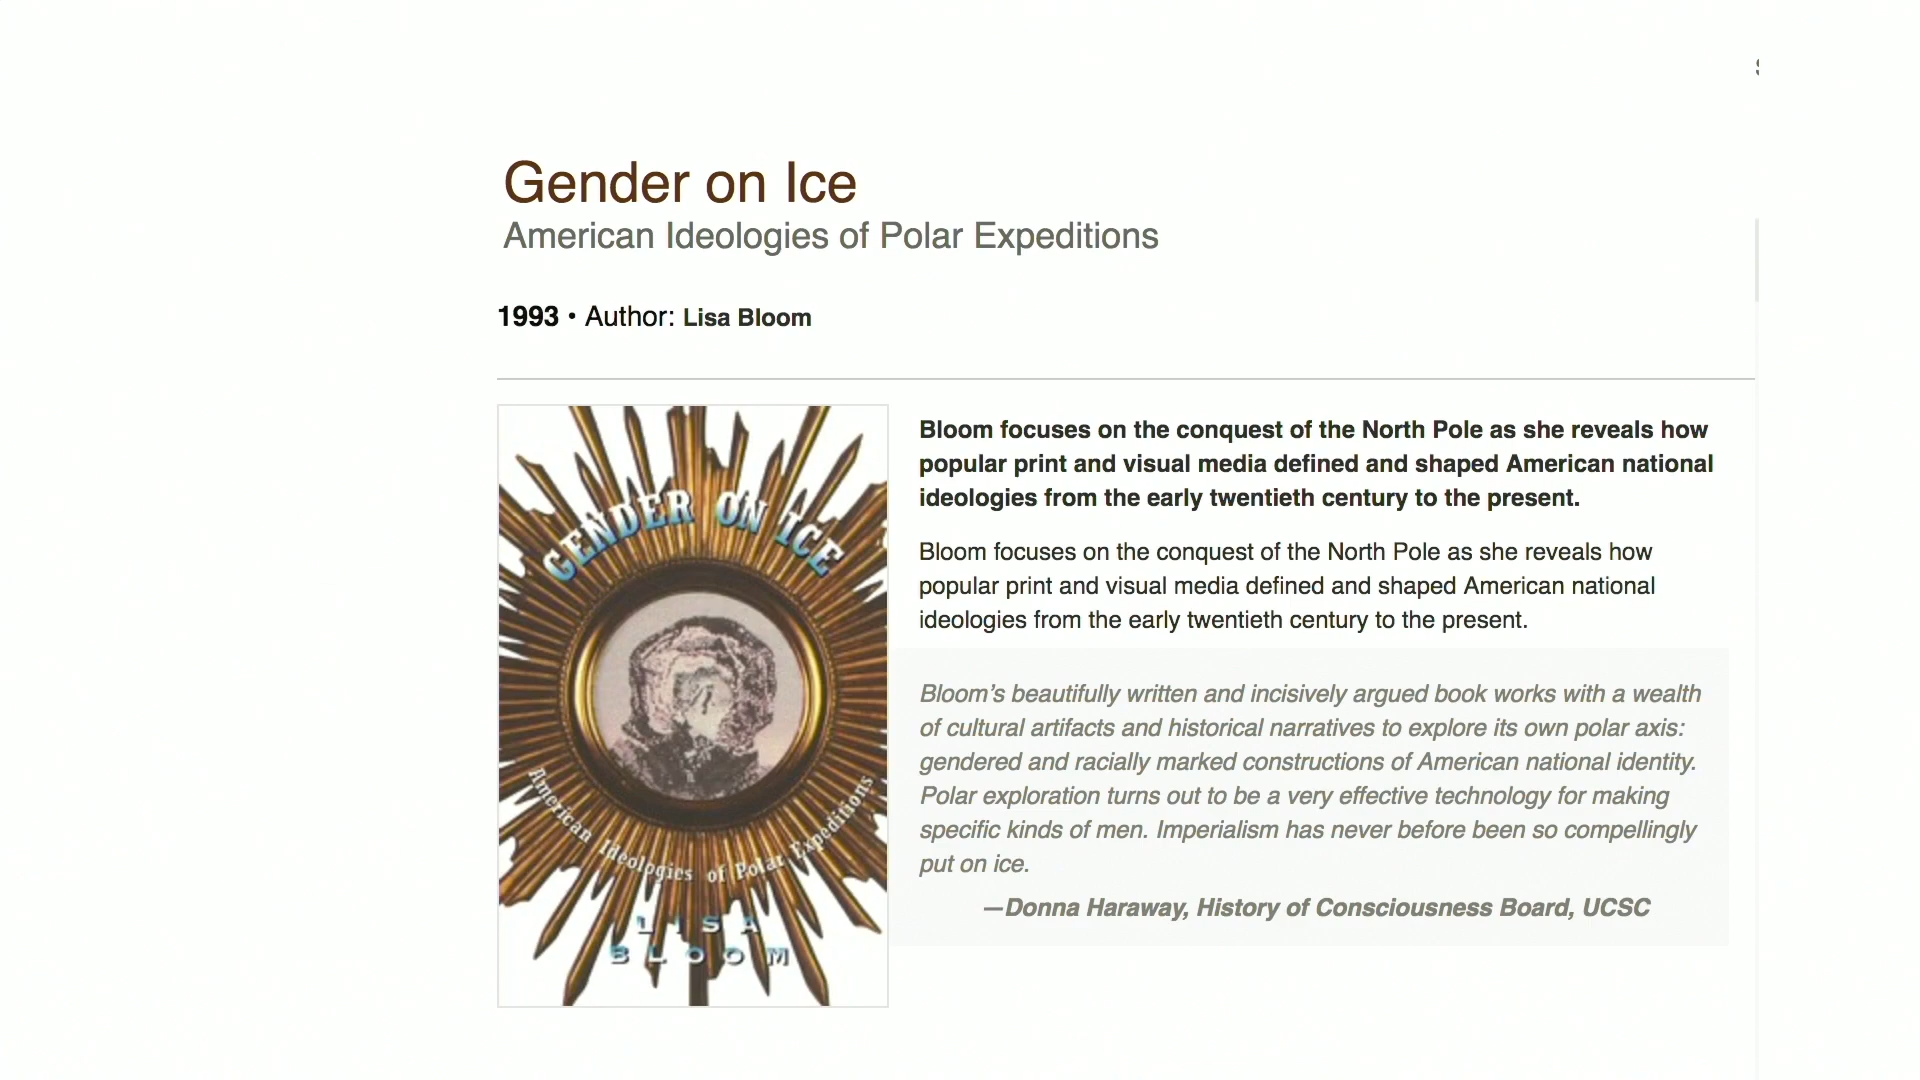 Gender on Ice
American Ideologies of Polar Expeditions
1993 • Author: Lisa Bloom
GENDER ON ICE
American Ideologies of Polar Expeditions
LISA
BLOOM
Bloom focuses on the conquest of the North Pole as she reveals how
popular print and visual media defined and shaped American national
ideologies from the early twentieth century to the present.
Bloom focuses on the conquest of the North Pole as she reveals how
popular print and visual media defined and shaped American national
ideologies from the early twentieth century to the present.
Bloom’s beautifully written and incisively argued book works with a wealth
of cultural artifacts and historical narratives to explore its own polar axis:
gendered and racially marked constructions of American national identity.
Polar exploration turns out to be a very effective technology for making
specific kinds of men. Imperialism has never before been so compellingly
put on ice.
—Donna Haraway, History of Consciousness Board, UCSC